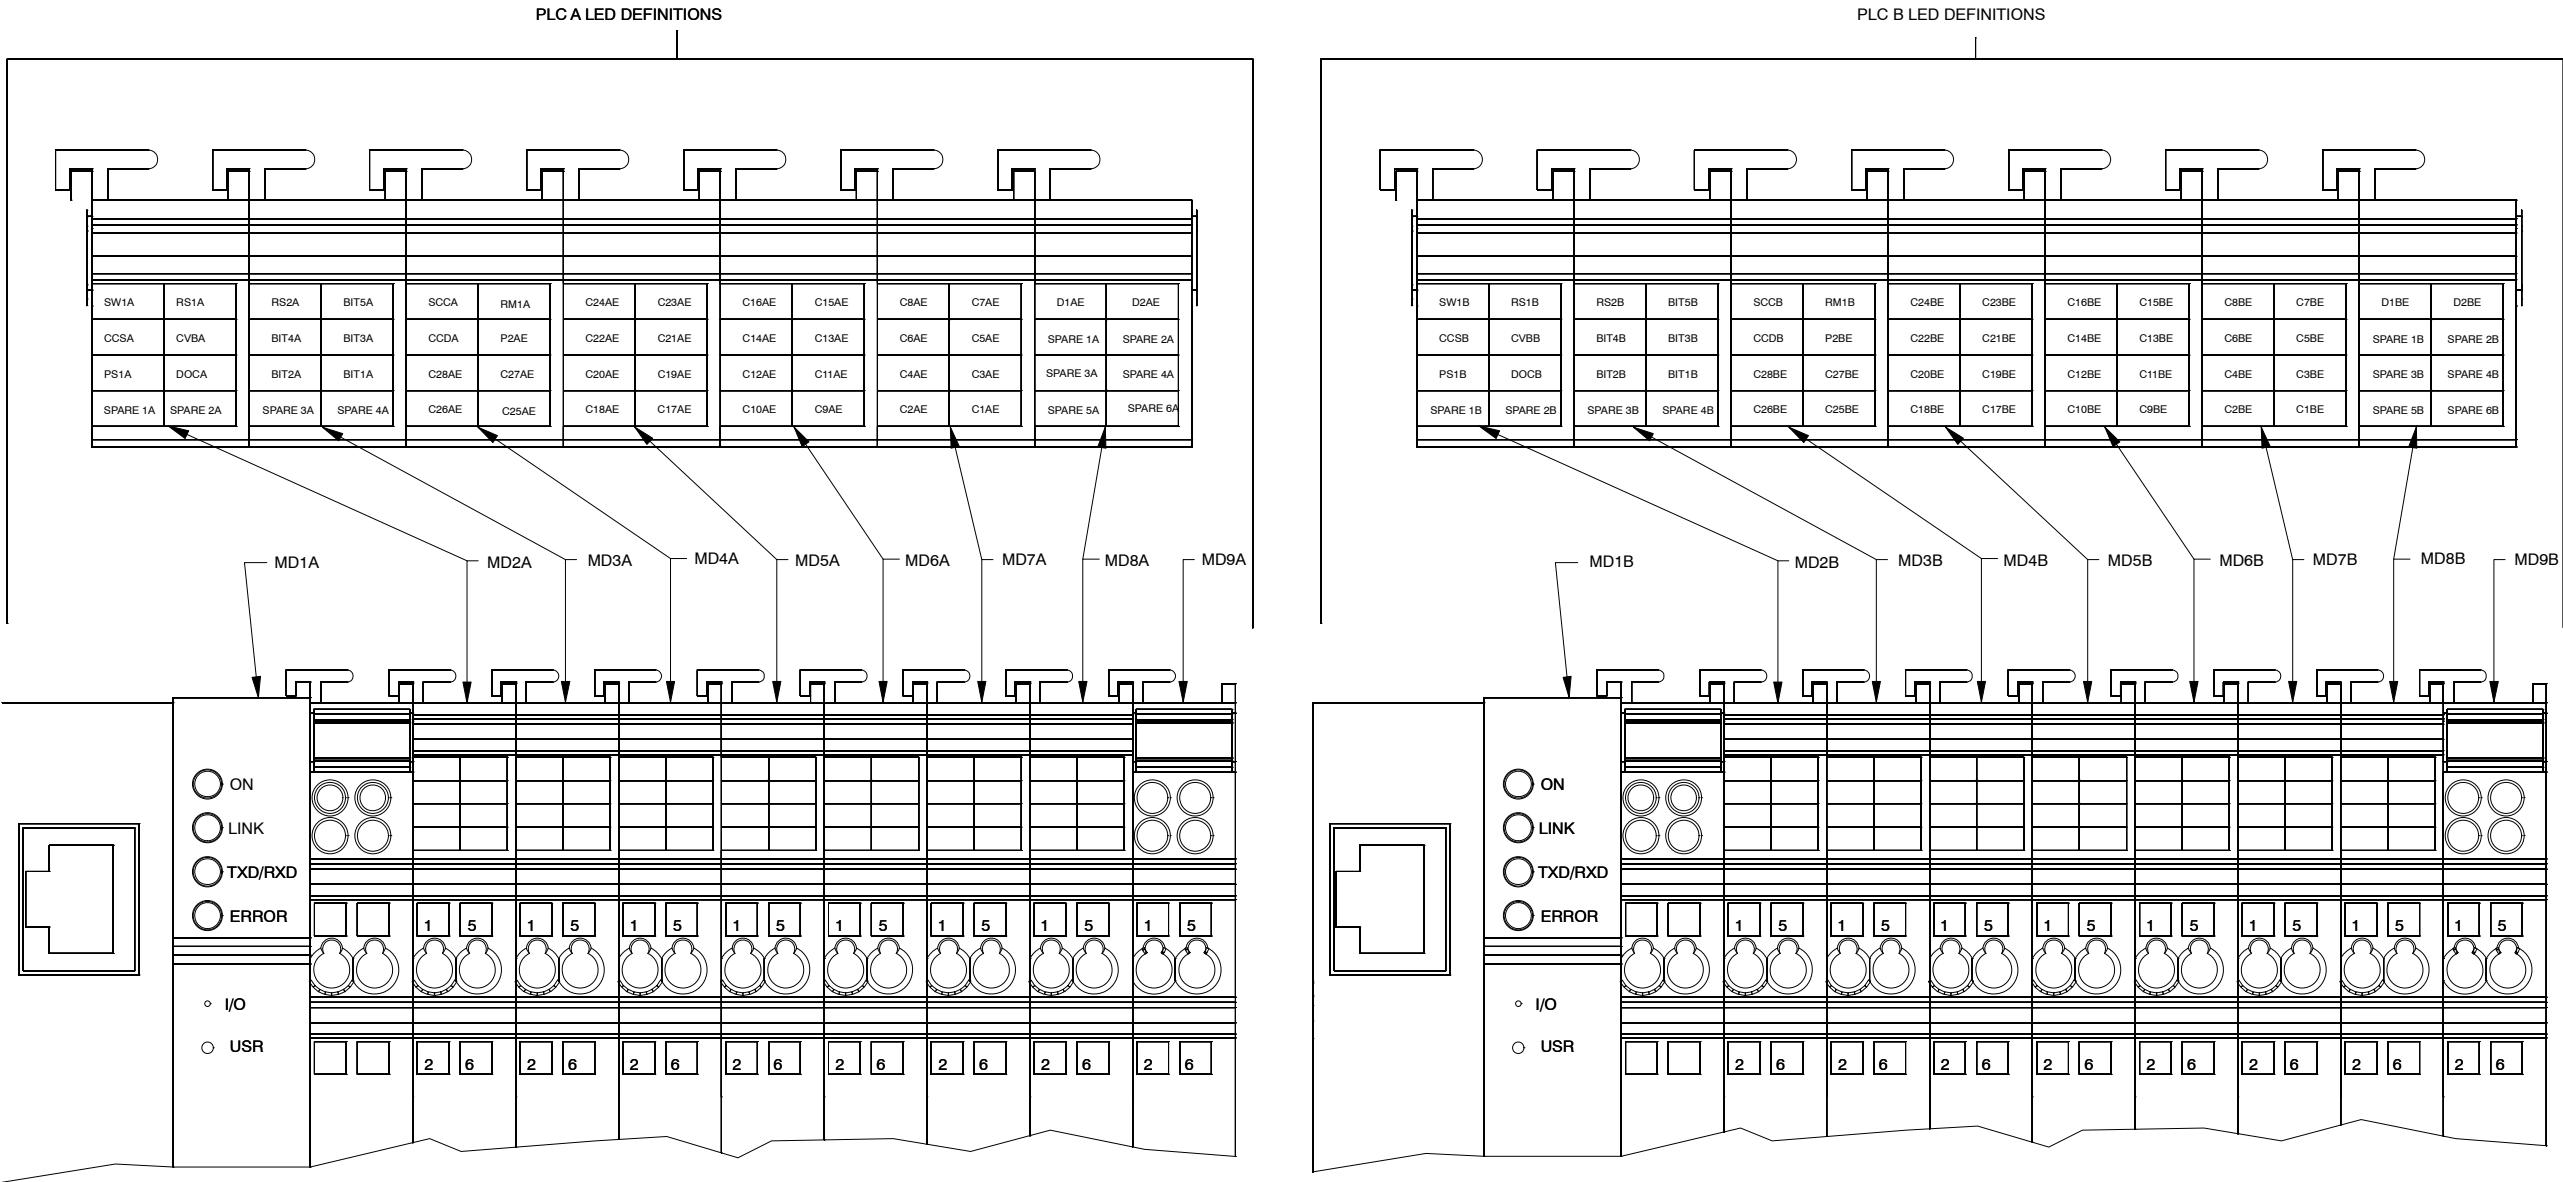 PLC A LED DEFINITIONS
SW1A RS1A RS2A BIT5A SCCA RM1A C24AE C23AE C16AE C15AE C8AE C7AE D1AE D2AE
CCSA CVBA BIT4A BIT3A CCDA P2AE C22AE C21AE C14AE C13AE C6AE C5AE SPARE 1A SPARE 2A
PS1A DOCA BIT2A BIT1A C28AE C27AE C20AE C19AE C12AE C11AE C4AE C3AE SPARE 3A SPARE 4A
SPARE 1A SPARE 2A SPARE 3A SPARE 4A C26AE C25AE C18AE C17AE C10AE C9AE C2AE C1AE SPARE 5A SPARE 6A
MD1A MD2A MD3A MD4A MD5A MD6A MD7A MD8A MD9A
ON
LINK
TXD/RXD
ERROR
1 5 1 5 1 5 1 5 1 5 1 5 1 5 1 5
I/O
USR
2 6 2 6 2 6 2 6 2 6 2 6 2 6 2 6
PLC B LED DEFINITIONS
SW1B RS1B RS2B BIT5B SCCB RM1B C24BE C23BE C16BE C15BE C8BE C7BE D1BE D2BE
CCSB CVBB BIT4B BIT3B CCDB P2BE C22BE C21BE C14BE C13BE C6BE C5BE SPARE 1B SPARE 2B
PS1B DOCB BIT2B BIT1B C28BE C27BE C20BE C19BE C12BE C11BE C4BE C3BE SPARE 3B SPARE 4B
SPARE 1B SPARE 2B SPARE 3B SPARE 4B C26BE C25BE C18BE C17BE C10BE C9BE C2BE C1BE SPARE 5B SPARE 6B
MD1B MD2B MD3B MD4B MD5B MD6B MD7B MD8B MD9B
ON
LINK
TXD/RXD
ERROR
1 5 1 5 1 5 1 5 1 5 1 5 1 5 1 5
I/O
USR
2 6 2 6 2 6 2 6 2 6 2 6 2 6 2 6